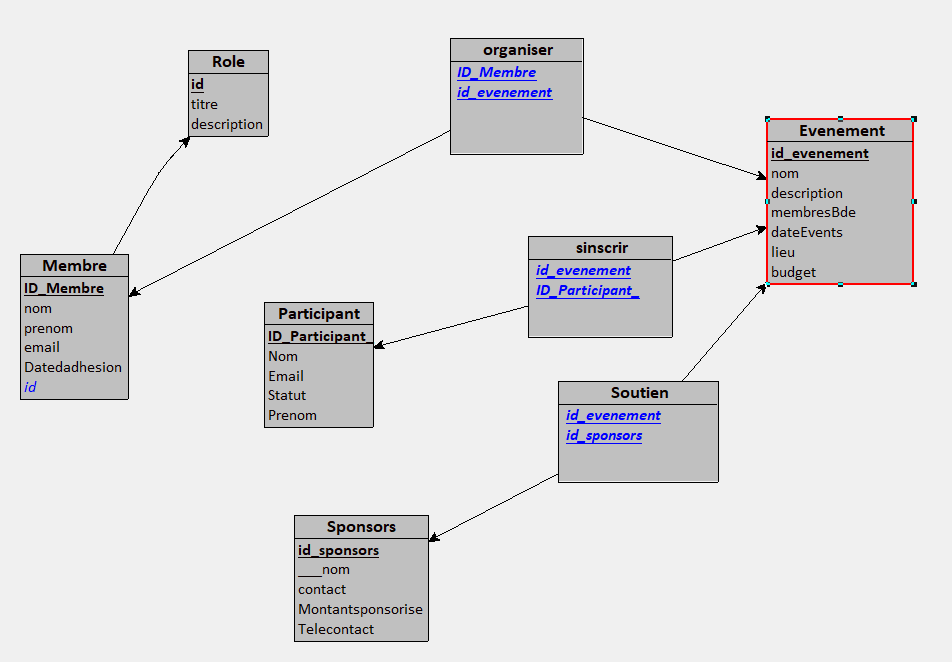 organiser
ID_Membre
id_evenement
Role
id
titre
description
Evenement
id_evenement
nom
description
membresBde
dateEvents
lieu
budget
sinscrir
id_evenement
ID_Participant_
Membre
ID_Membre
nom
prenom
email
Datedadhesion
id
Participant
ID_Participant_
Nom
Email
Statut
Prenom
Soutien
id_evenement
id_sponsors
Sponsors
id_sponsors
___nom
contact
Montantsponsorise
Telecontact